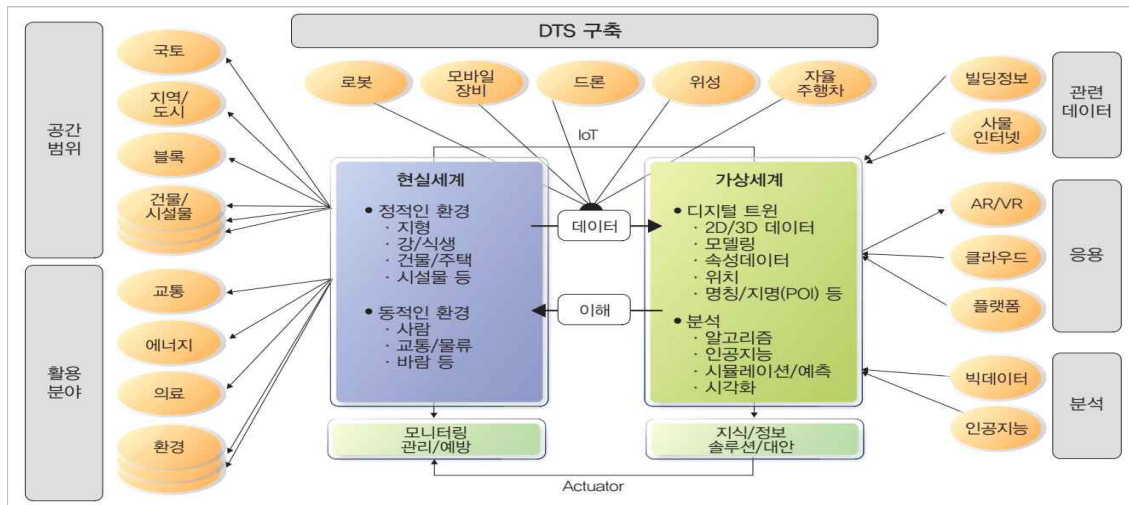 DTS 구축
로봇
모바일
장비
드론
위성
자율
주행차
공간
범위
국토
지역/
도시
블록
건물/
시설물
활용
분야
교통
에너지
의료
환경
IoT
현실세계
● 정적인 환경
· 지형
· 강/식생
· 건물/주택
· 시설물 등
● 동적인 환경
· 사람
· 교통/물류
· 바람 등
데이터
이해
가상세계
● 디지털 트윈
· 2D/3D 데이터
· 모델링
· 속성데이터
· 위치
· 명칭/지명(POI) 등
● 분석
· 알고리즘
· 인공지능
· 시뮬레이션/예측
· 시각화
모니터링
관리/예방
지식/정보
솔루션/대안
Actuator
빌딩정보
사물
인터넷
관련
데이터
AR/VR
클라우드
플랫폼
응용
빅데이터
인공지능
분석